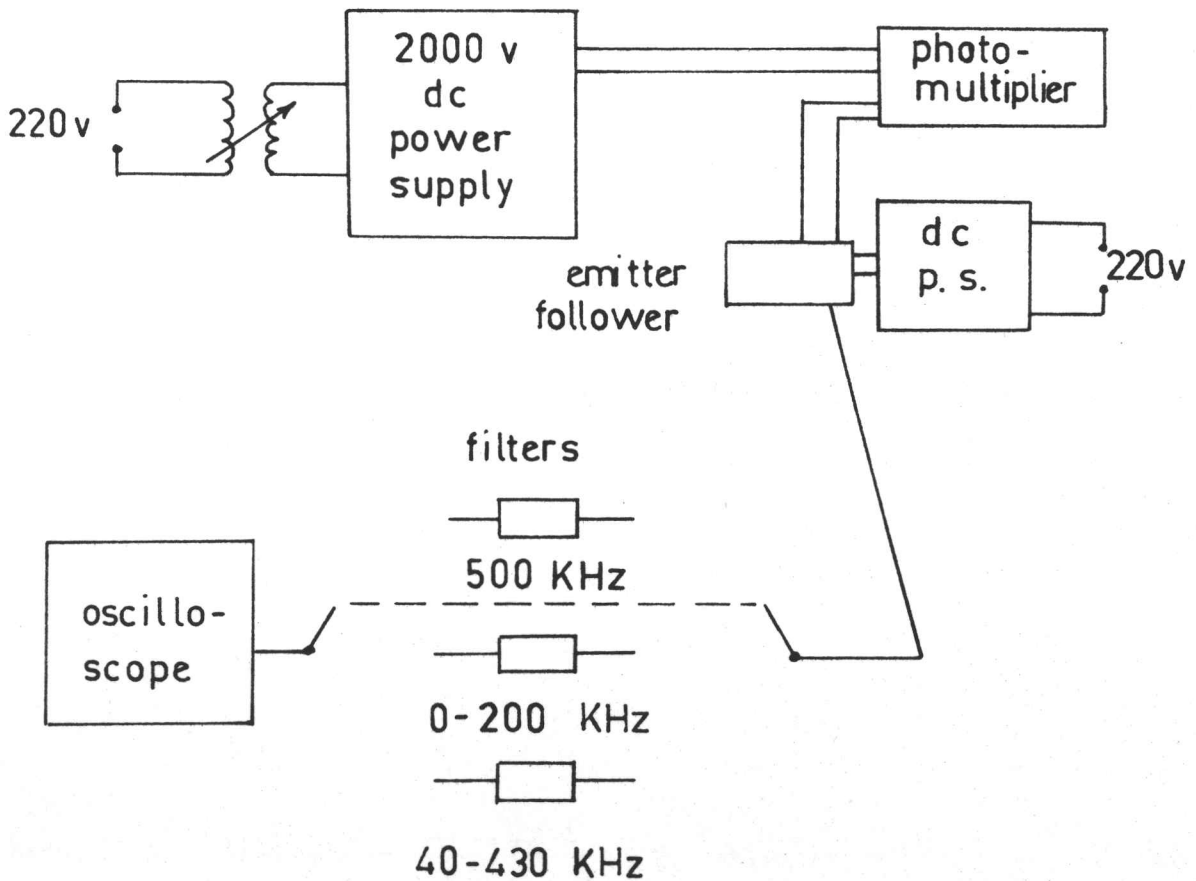 220v
2000 v
dc
power
supply
photo-
multiplier
emitter
follower
dc
p. s.
220v
filters
500 KHz
oscillo-
scope
0-200 KHz
40-430 KHz